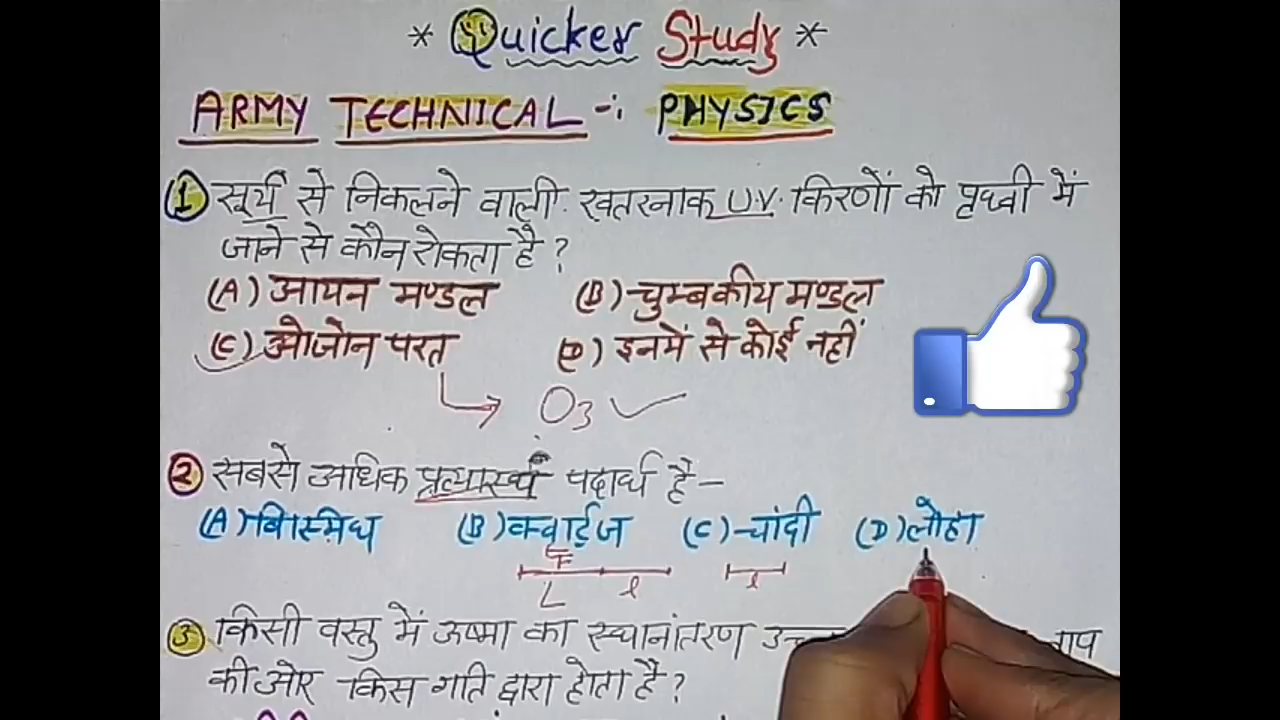 * Quicker Study *
ARMY TECHNICAL -: PHYSICS
(1) सूर्य से निकलने वाली खतरनाक U.V. किरणों को पृथ्वी में
जाने से कौन रोकता है ?
(A) आयन मण्डल (B) चुम्बकीय मण्डल
(C) ओजोन परत (D) इनमें से कोई नहीं
O3 ✓
(2) सबसे अधिक प्रत्यास्थ पदार्थ है –
(A) बिस्मिथ (B) क्वार्ट्ज (C) चांदी (D) लोहा
L l l
(3) किसी वस्तु में ऊष्मा का स्थानांतरण
की ओर किस गति द्वारा होता है ?